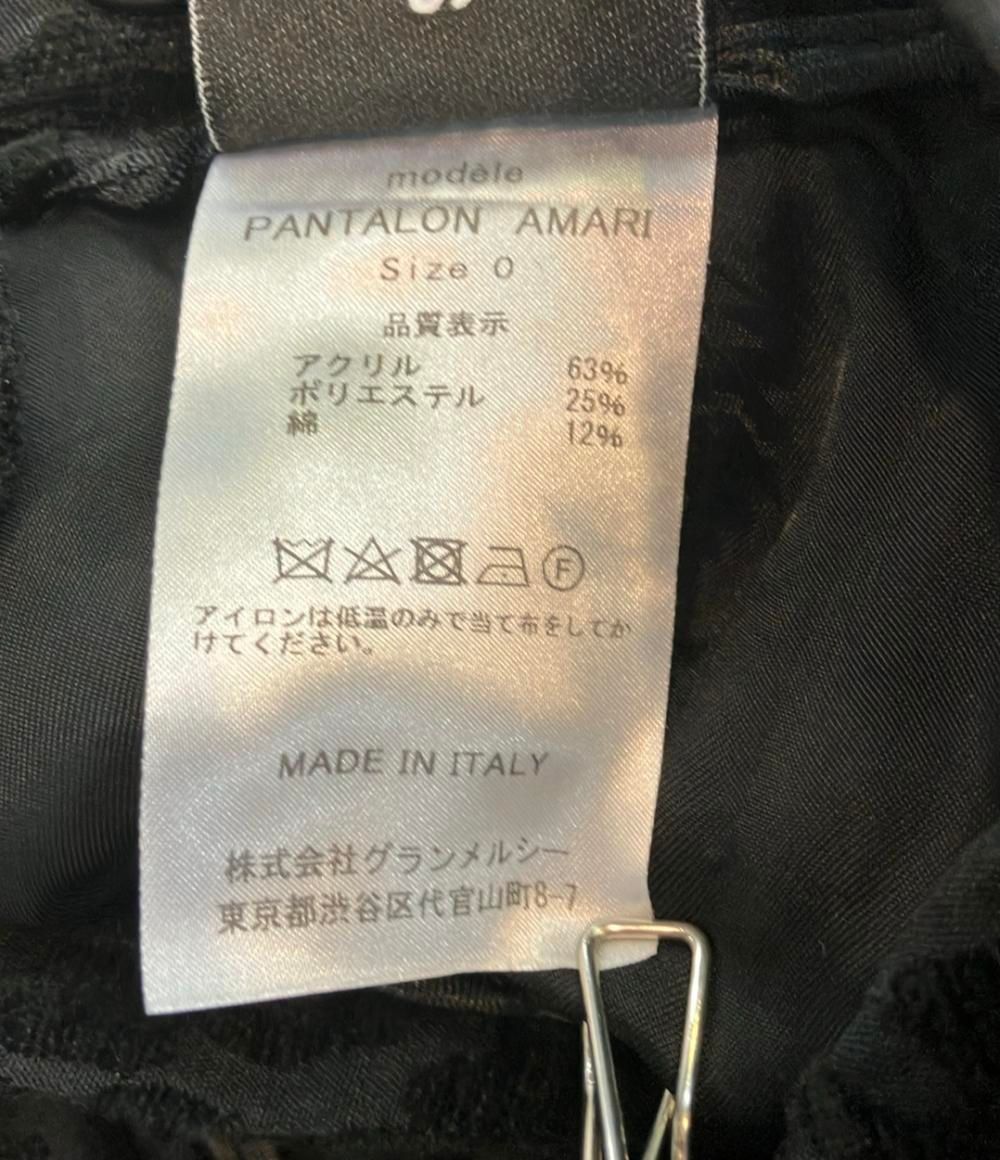 modèle
PANTALON AMARI
Size 0
品質表示
アクリル 63%
ポリエステル 25%
綿 12%
F
アイロンは低温のみで当て布をしてか
けてください。
MADE IN ITALY
株式会社グランメルシー
東京都渋谷区代官山町8-7